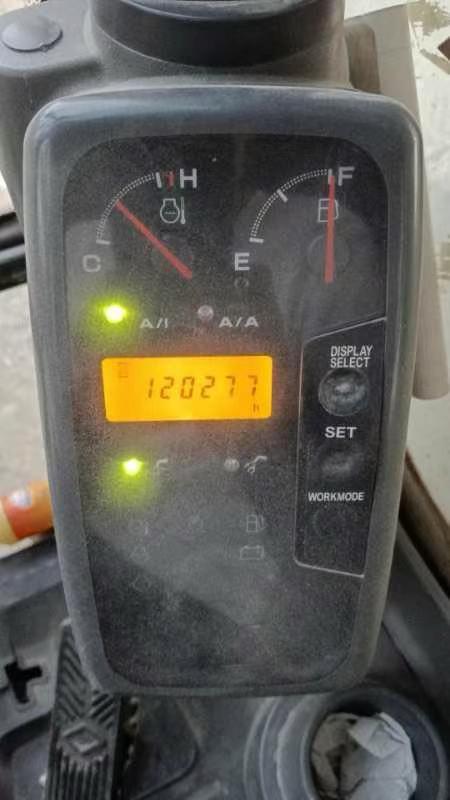 H
F
C
E
A/I
A/A
DISPLAY
SELECT
120277
h
SET
WORKMODE